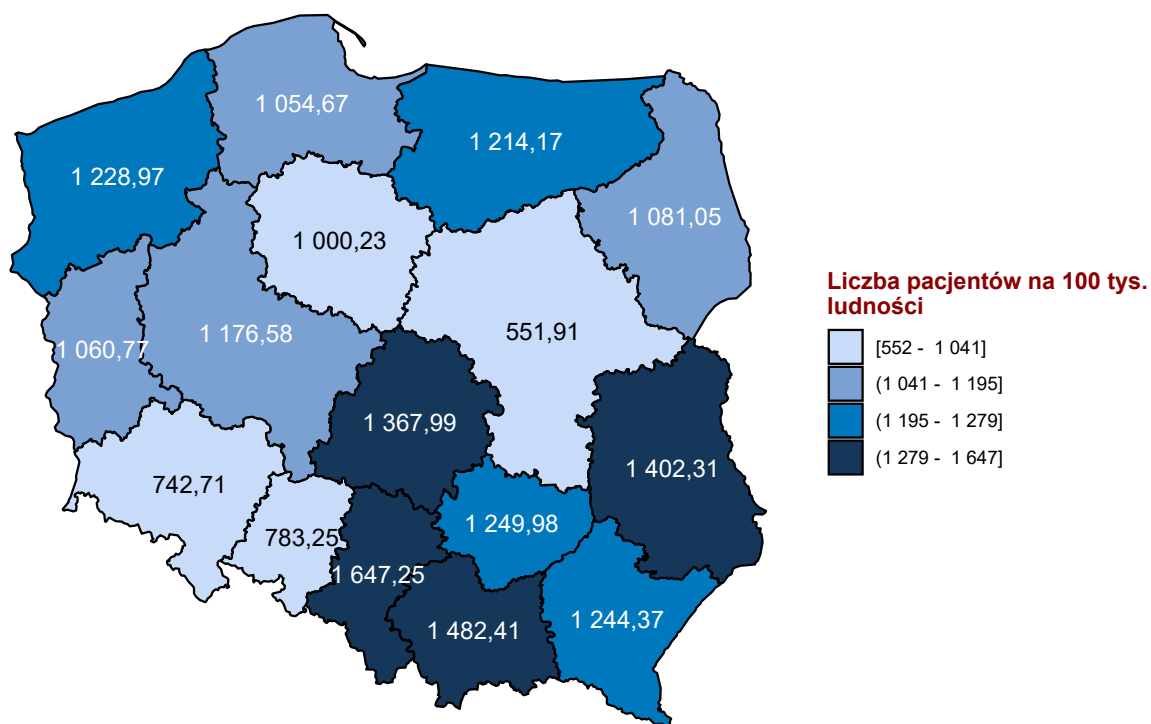 1 054,67
1 214,17
1 228,97
1 081,05
1 000,23
551,91
1 176,58
1 060,77
1 367,99
1 402,31
742,71
1 249,98
783,25
1 647,25
1 482,41
1 244,37
Liczba pacjentów na 100 tys.
ludności
[552 - 1 041]
(1 041 - 1 195]
(1 195 - 1 279]
(1 279 - 1 647]